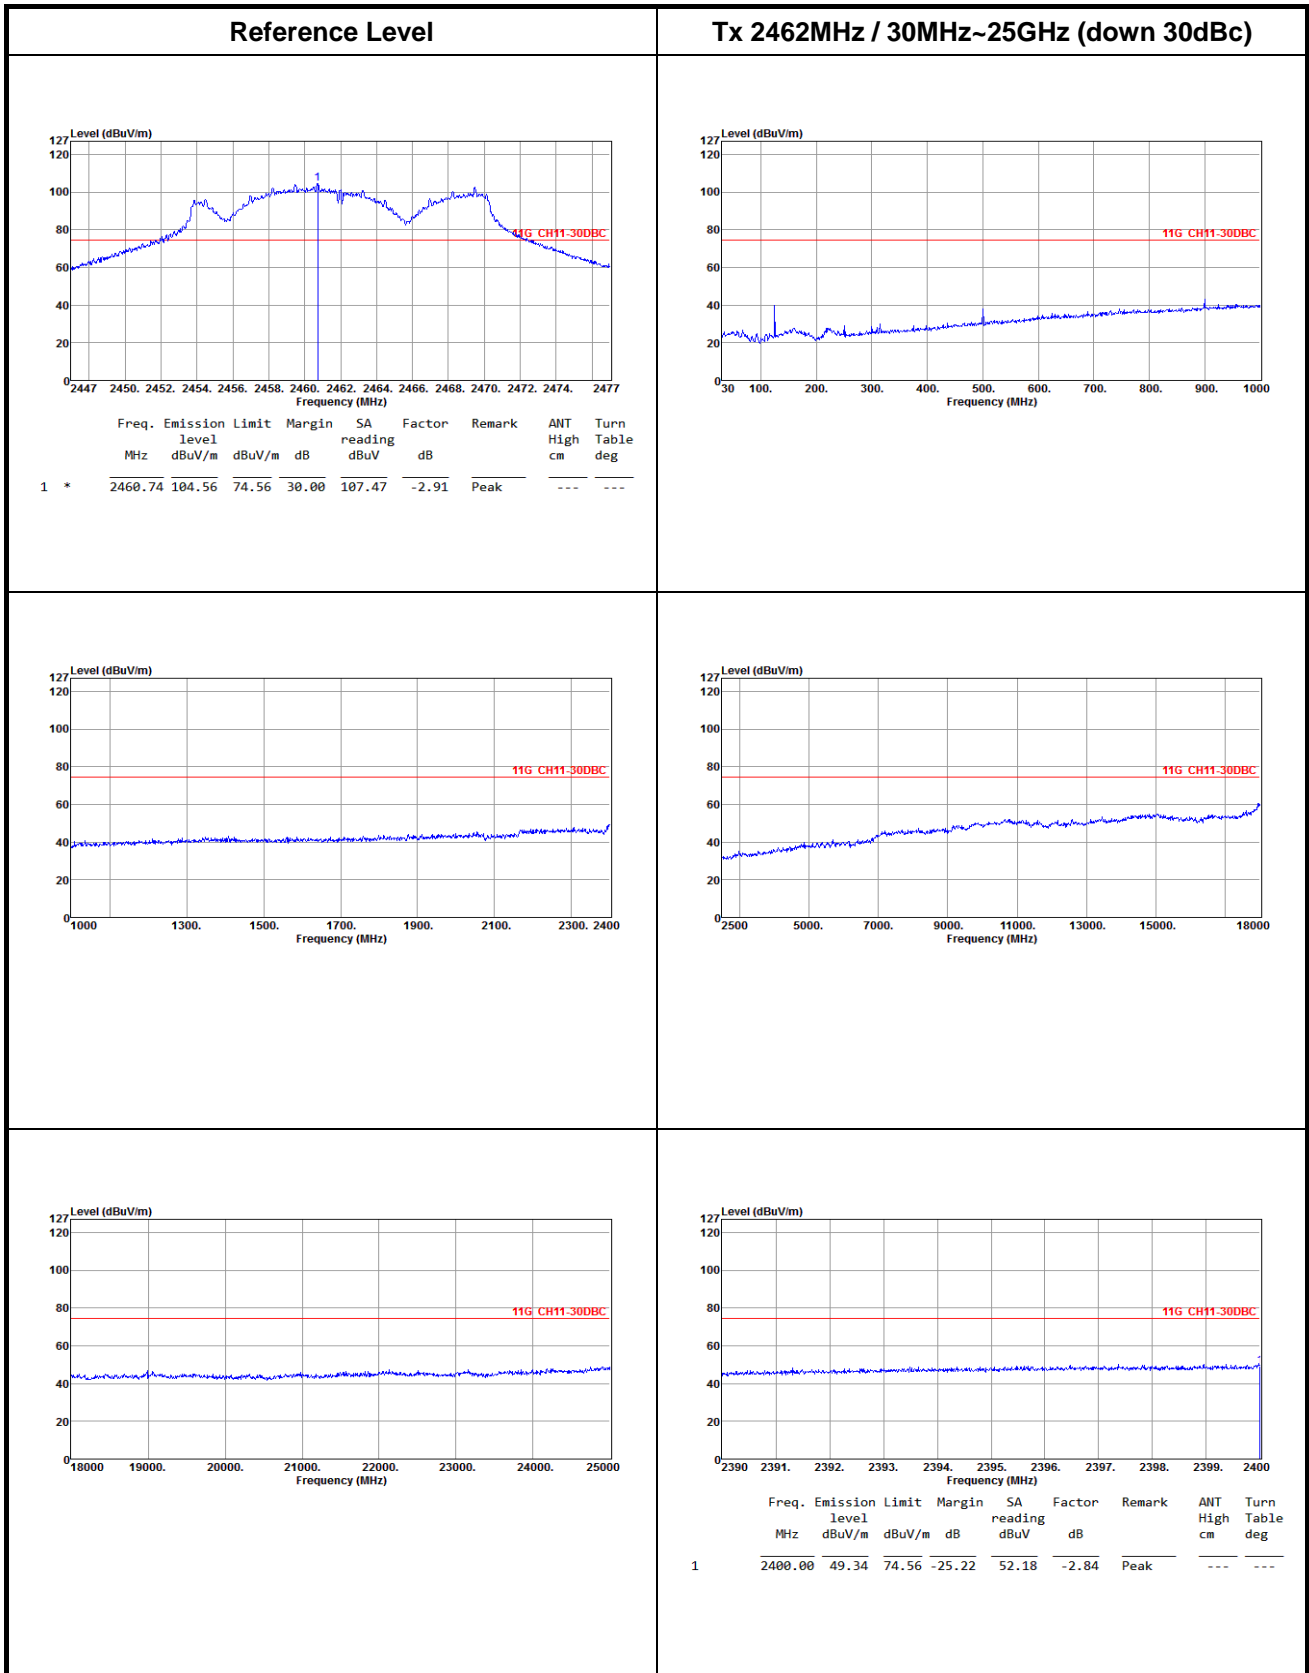 Reference Level
Tx 2462MHz / 30MHz~25GHz (down 30dBc)
Level (dBuV/m)
127
120
100
80
60
40
20
0
1
11G CH11-30DBC
2447 2450. 2452. 2454. 2456. 2458. 2460. 2462. 2464. 2466. 2468. 2470. 2472. 2474. 2477
Frequency (MHz)
Freq. Emission Limit Margin SA Factor Remark ANT Turn
level reading High Table
MHz dBuV/m dBuV/m dB dBuV dB cm deg
1 * 2460.74 104.56 74.56 30.00 107.47 -2.91 Peak --- ---
Level (dBuV/m)
127
120
100
80
60
40
20
0
11G CH11-30DBC
30 100. 200. 300. 400. 500. 600. 700. 800. 900. 1000
Frequency (MHz)
Level (dBuV/m)
127
120
100
80
60
40
20
0
11G CH11-30DBC
1000 1300. 1500. 1700. 1900. 2100. 2300. 2400
Frequency (MHz)
Level (dBuV/m)
127
120
100
80
60
40
20
0
11G CH11-30DBC
2500 5000. 7000. 9000. 11000. 13000. 15000. 18000
Frequency (MHz)
Level (dBuV/m)
127
120
100
80
60
40
20
0
11G CH11-30DBC
18000 19000. 20000. 21000. 22000. 23000. 24000. 25000
Frequency (MHz)
Level (dBuV/m)
127
120
100
80
60
40
20
0
11G CH11-30DBC
2390 2391. 2392. 2393. 2394. 2395. 2396. 2397. 2398. 2399. 2400
Frequency (MHz)
Freq. Emission Limit Margin SA Factor Remark ANT Turn
level reading High Table
MHz dBuV/m dBuV/m dB dBuV dB cm deg
1 2400.00 49.34 74.56 -25.22 52.18 -2.84 Peak --- ---